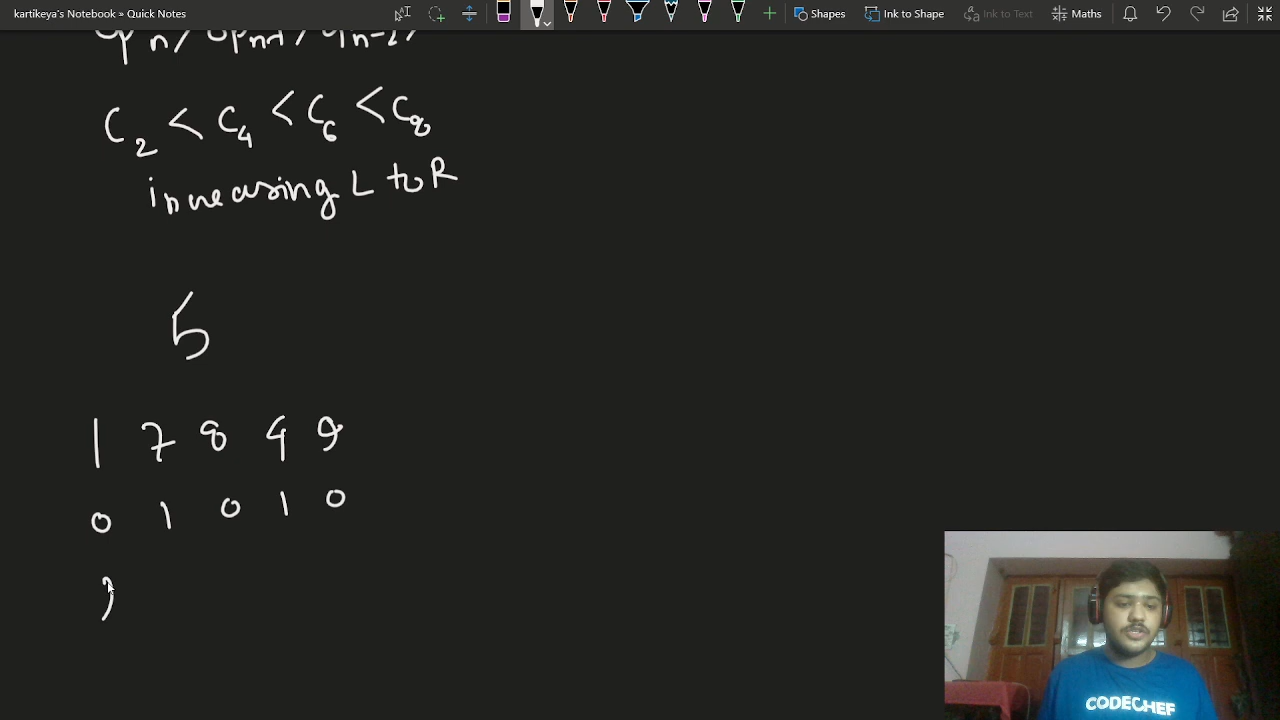 kartikeya's Notebook » Quick Notes
Shapes Ink to Shape Ink to Text Maths
C2 < C4 < C6 < C8
increasing L to R
5
1 7 8 4 9
0 1 0 1 0
CODECHEF